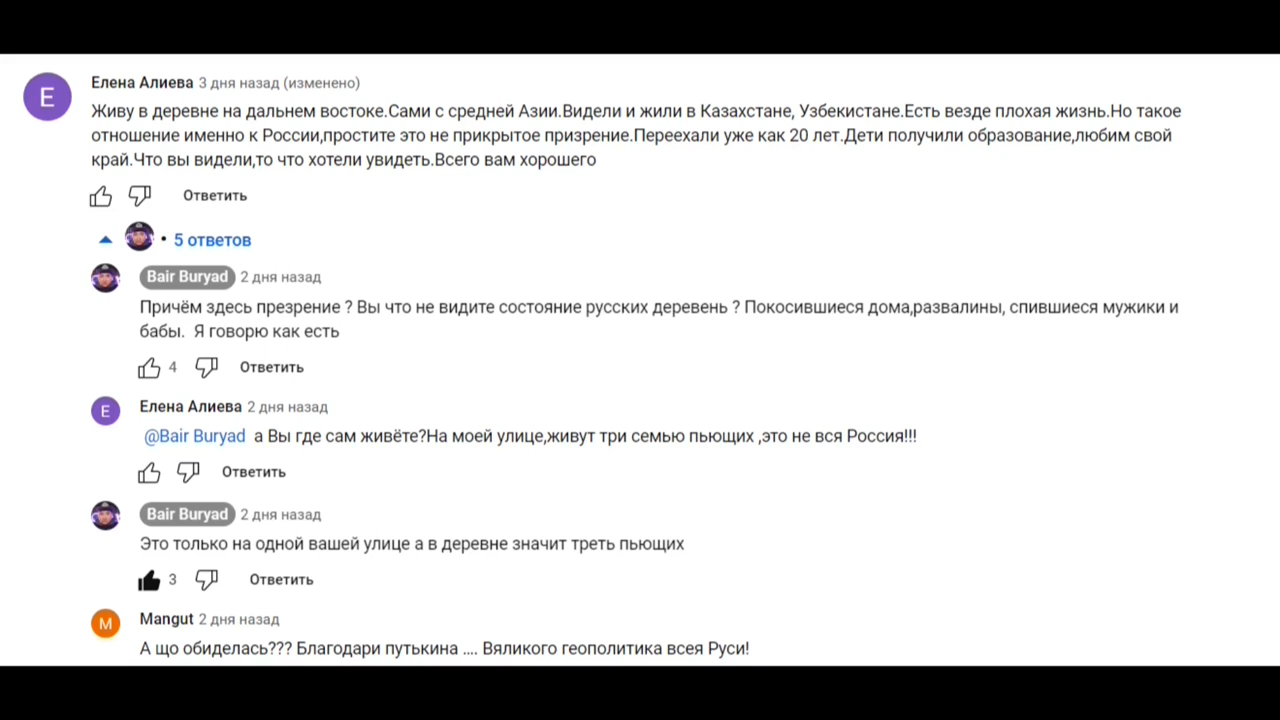 E
Елена Алиева 3 дня назад (изменено)
Живу в деревне на дальнем востоке.Сами с средней Азии.Видели и жили в Казахстане, Узбекистане.Есть везде плохая жизнь.Но такое
отношение именно к России,простите это не прикрытое призрение.Переехали уже как 20 лет.Дети получили образование,любим свой
край.Что вы видели,то что хотели увидеть.Всего вам хорошего
Ответить
• 5 ответов
Bair Buryad 2 дня назад
Причём здесь презрение ? Вы что не видите состояние русских деревень ? Покосившиеся дома,развалины, спившиеся мужики и
бабы. Я говорю как есть
4 Ответить
E
Елена Алиева 2 дня назад
@Bair Buryad а Вы где сам живёте?На моей улице,живут три семью пьющих ,это не вся Россия!!!
Ответить
Bair Buryad 2 дня назад
Это только на одной вашей улице а в деревне значит треть пьющих
3 Ответить
M
Mangut 2 дня назад
А що обиделась??? Благодари путькина .... Вяликого геополитика всея Руси!